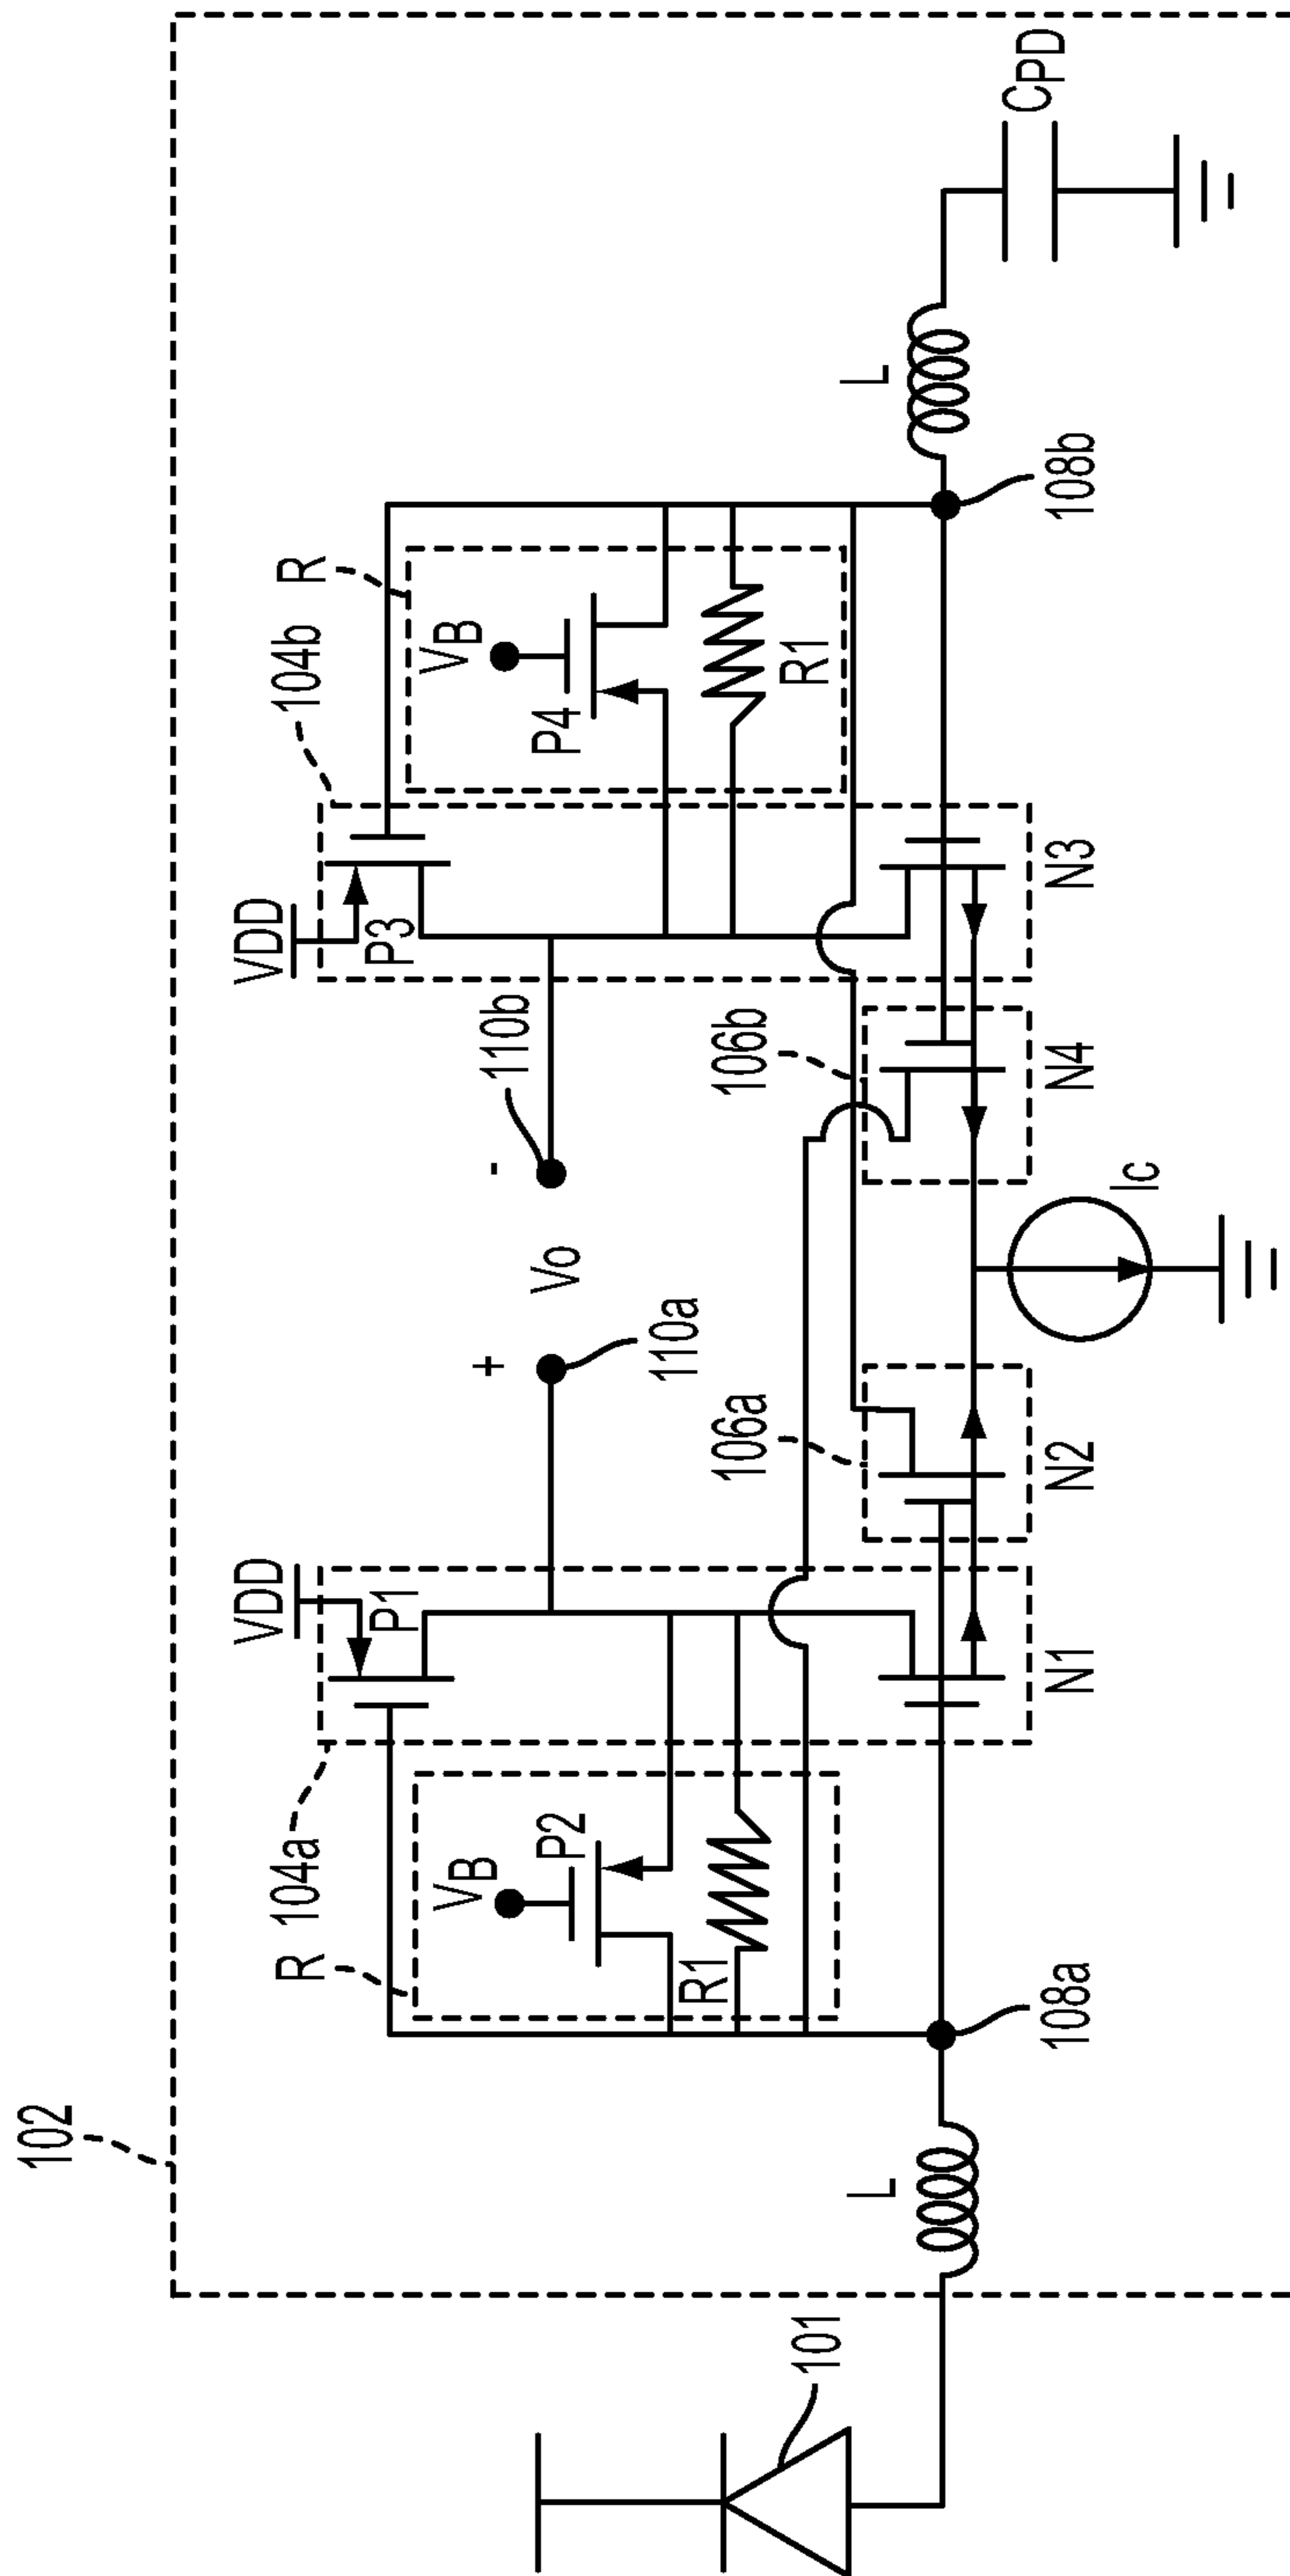 102
R
104a
VDD
P1
VB
P2
R1
+
110a
Vo
-
110b
VDD
P3
104b
R
VB
P4
R1
106a
106b
101
L
108a
N1
N2
Ic
N4
N3
108b
L
CPD